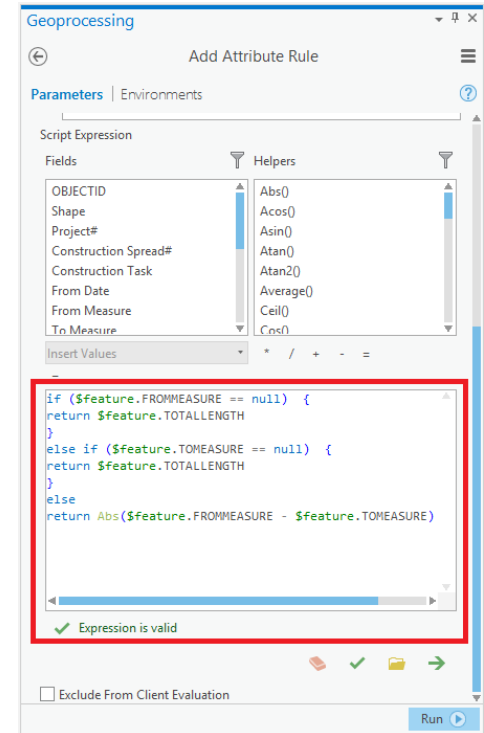 Geoprocessing
Add Attribute Rule
Parameters | Environments
?
Script Expression
Fields Helpers
OBJECTID Abs()
Shape Acos()
Project# Asin()
Construction Spread# Atan()
Construction Task Atan2()
From Date Average()
From Measure Ceil()
To Measure Cos()
Insert Values * / + - =
=
if ($feature.FROMMEASURE == null) {
return $feature.TOTALLENGTH
}
else if ($feature.TOMEASURE == null) {
return $feature.TOTALLENGTH
}
else
return Abs($feature.FROMMEASURE - $feature.TOMEASURE)
Expression is valid
Exclude From Client Evaluation
Run